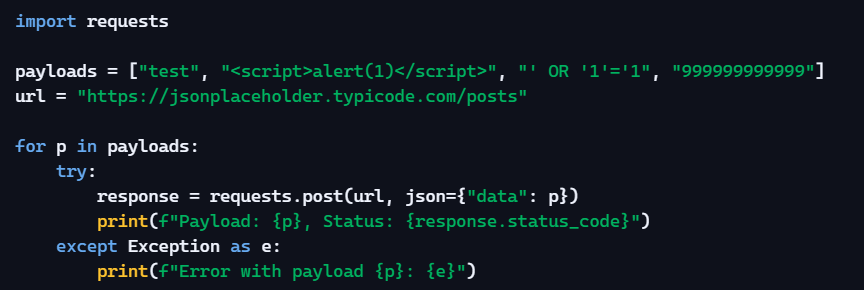 import requests

payloads = ["test", "<script>alert(1)</script>", "' OR '1'='1", "999999999999"]
url = "https://jsonplaceholder.typicode.com/posts"

for p in payloads:
    try:
        response = requests.post(url, json={"data": p})
        print(f"Payload: {p}, Status: {response.status_code}")
    except Exception as e:
        print(f"Error with payload {p}: {e}")